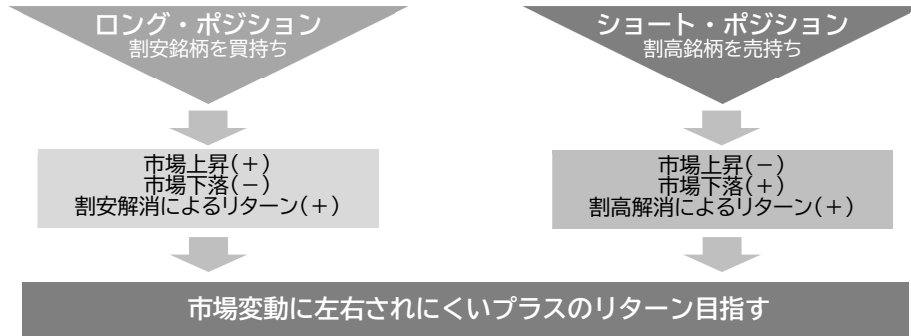 ロング・ポジション
割安銘柄を買持ち
市場上昇(+)
市場下落(-)
割安解消によるリターン(+)
ショート・ポジション
割高銘柄を売持ち
市場上昇(-)
市場下落(+)
割高解消によるリターン(+)
市場変動に左右されにくいプラスのリターン目指す